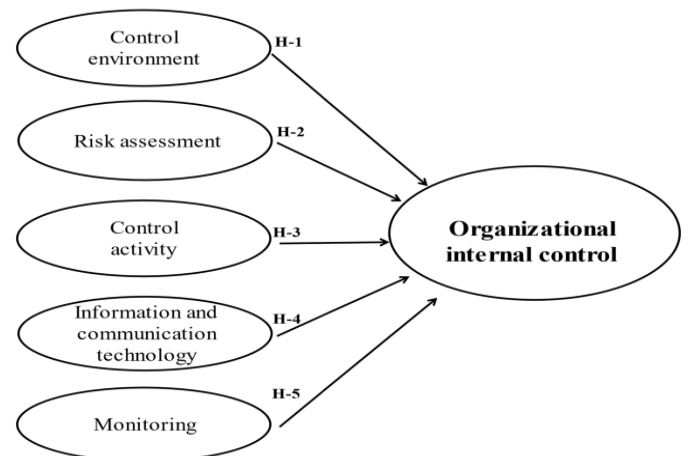 Control
environment
H-1
Risk assessment
H-2
Control
activity
H-3
Information and
communication
technology
H-4
Monitoring
H-5
Organizational
internal control